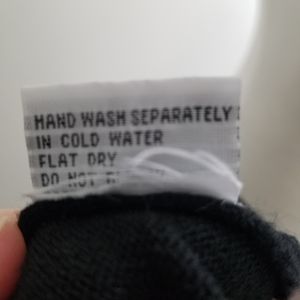 HAND WASH SEPARATELY
IN COLD WATER
FLAT DRY
DO NOT